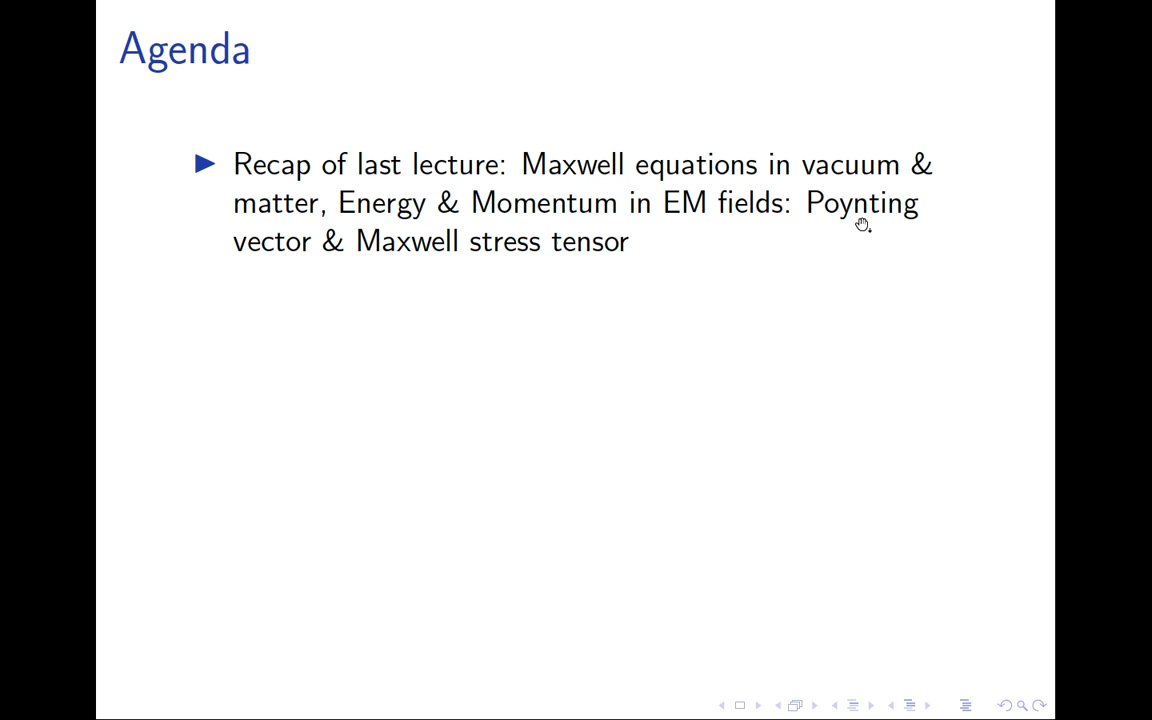 Agenda
Recap of last lecture: Maxwell equations in vacuum &
matter, Energy & Momentum in EM fields: Poynting
vector & Maxwell stress tensor